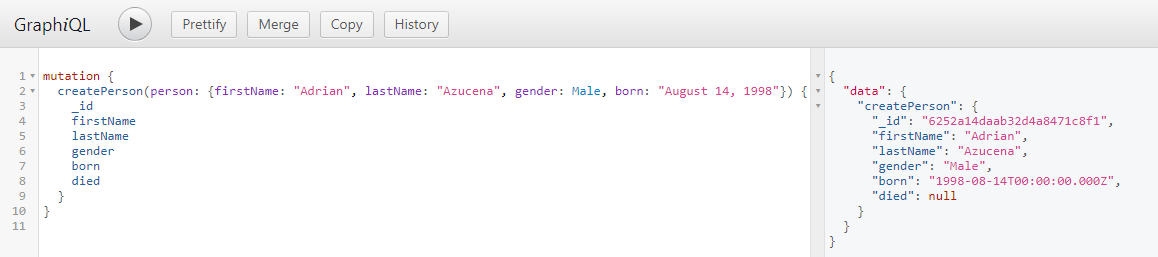 GraphiQL Prettify Merge Copy History
1 mutation {
2 createPerson(person: {firstName: "Adrian", lastName: "Azucena", gender: Male, born: "August 14, 1998"}) {
3 _id
4 firstName
5 lastName
6 gender
7 born
8 died
9 }
10 }
11
{
"data": {
"createPerson": {
"_id": "6252a14daab32d4a8471c8f1",
"firstName": "Adrian",
"lastName": "Azucena",
"gender": "Male",
"born": "1998-08-14T00:00:00.000Z",
"died": null
}
}
}